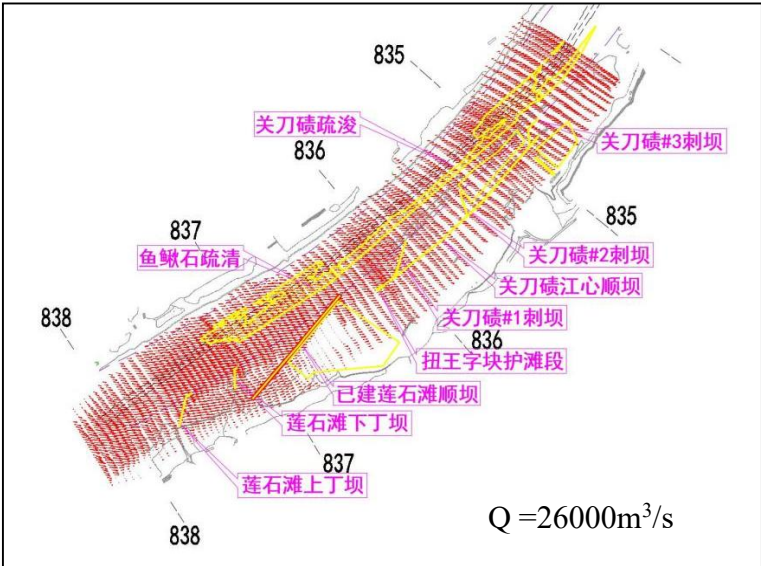 835
关刀碛疏浚
关刀碛#3刺坝
836
835
837
关刀碛#2刺坝
鱼鳅石疏清
关刀碛江心顺坝
838
关刀碛#1刺坝
836
扭王字块护滩段
已建莲石滩顺坝
莲石滩下丁坝
837
莲石滩上丁坝
838
Q =26000m³/s